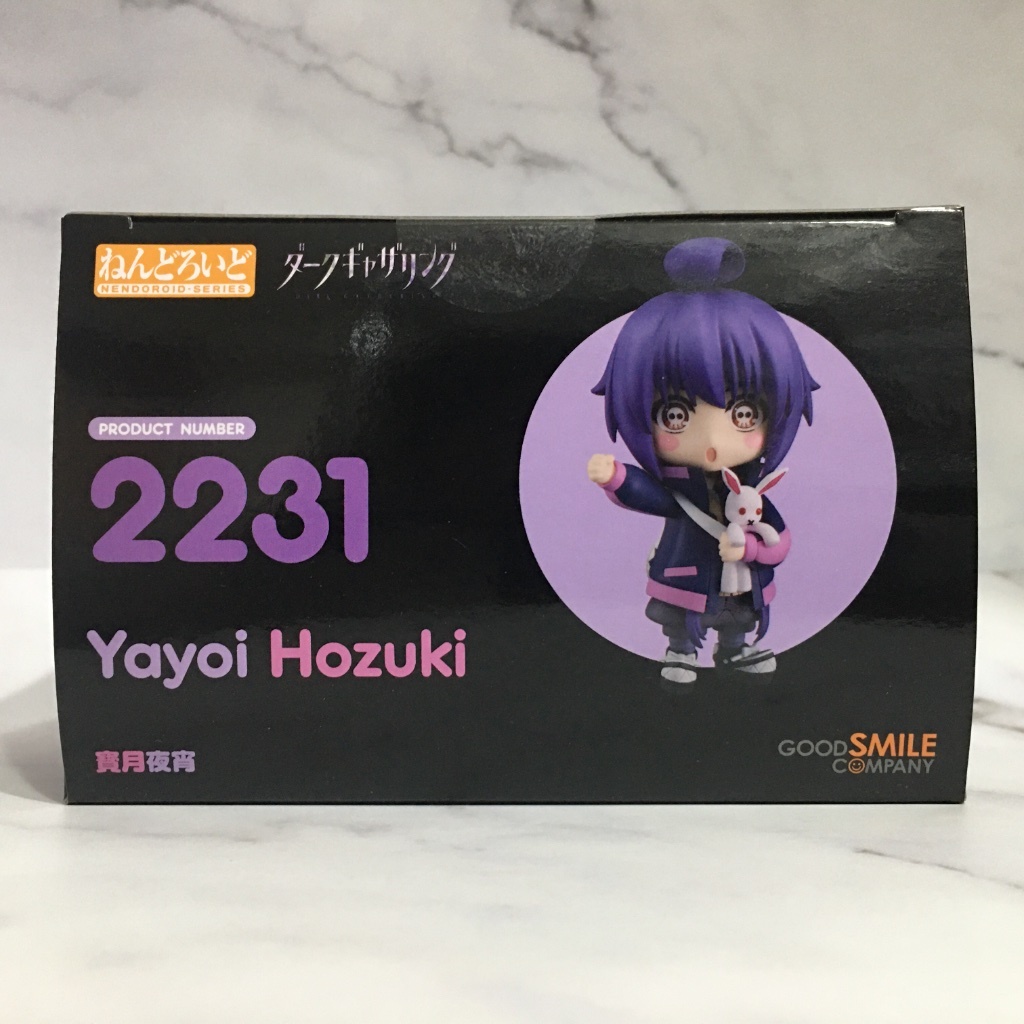 ねんどろいど
NENDOROID-SERIES
ダークギャザリング
PRODUCT NUMBER
2231
Yayoi Hozuki
寳月夜宵
GOOD SMILE
COMPANY